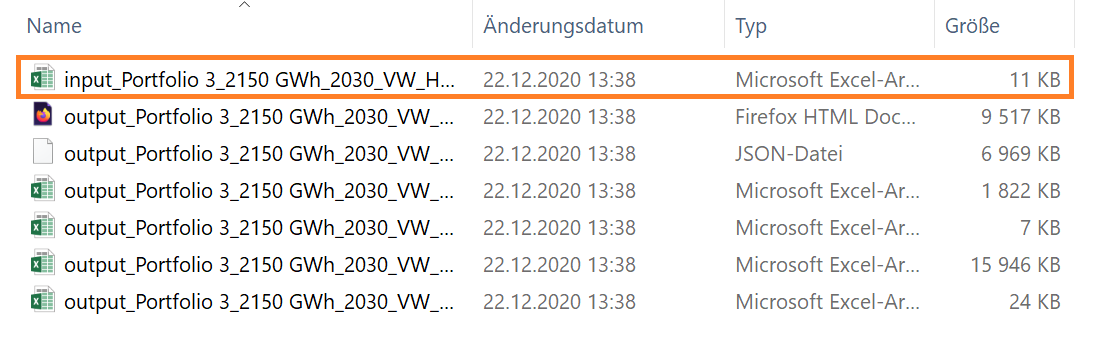 Name Änderungsdatum Typ Größe
input_Portfolio 3_2150 GWh_2030_VW_H... 22.12.2020 13:38 Microsoft Excel-Ar... 11 KB
output_Portfolio 3_2150 GWh_2030_VW_... 22.12.2020 13:38 Firefox HTML Doc... 9 517 KB
output_Portfolio 3_2150 GWh_2030_VW_... 22.12.2020 13:38 JSON-Datei 6 969 KB
output_Portfolio 3_2150 GWh_2030_VW_... 22.12.2020 13:38 Microsoft Excel-Ar... 1 822 KB
output_Portfolio 3_2150 GWh_2030_VW_... 22.12.2020 13:38 Microsoft Excel-Ar... 7 KB
output_Portfolio 3_2150 GWh_2030_VW_... 22.12.2020 13:38 Microsoft Excel-Ar... 15 946 KB
output_Portfolio 3_2150 GWh_2030_VW_... 22.12.2020 13:38 Microsoft Excel-Ar... 24 KB